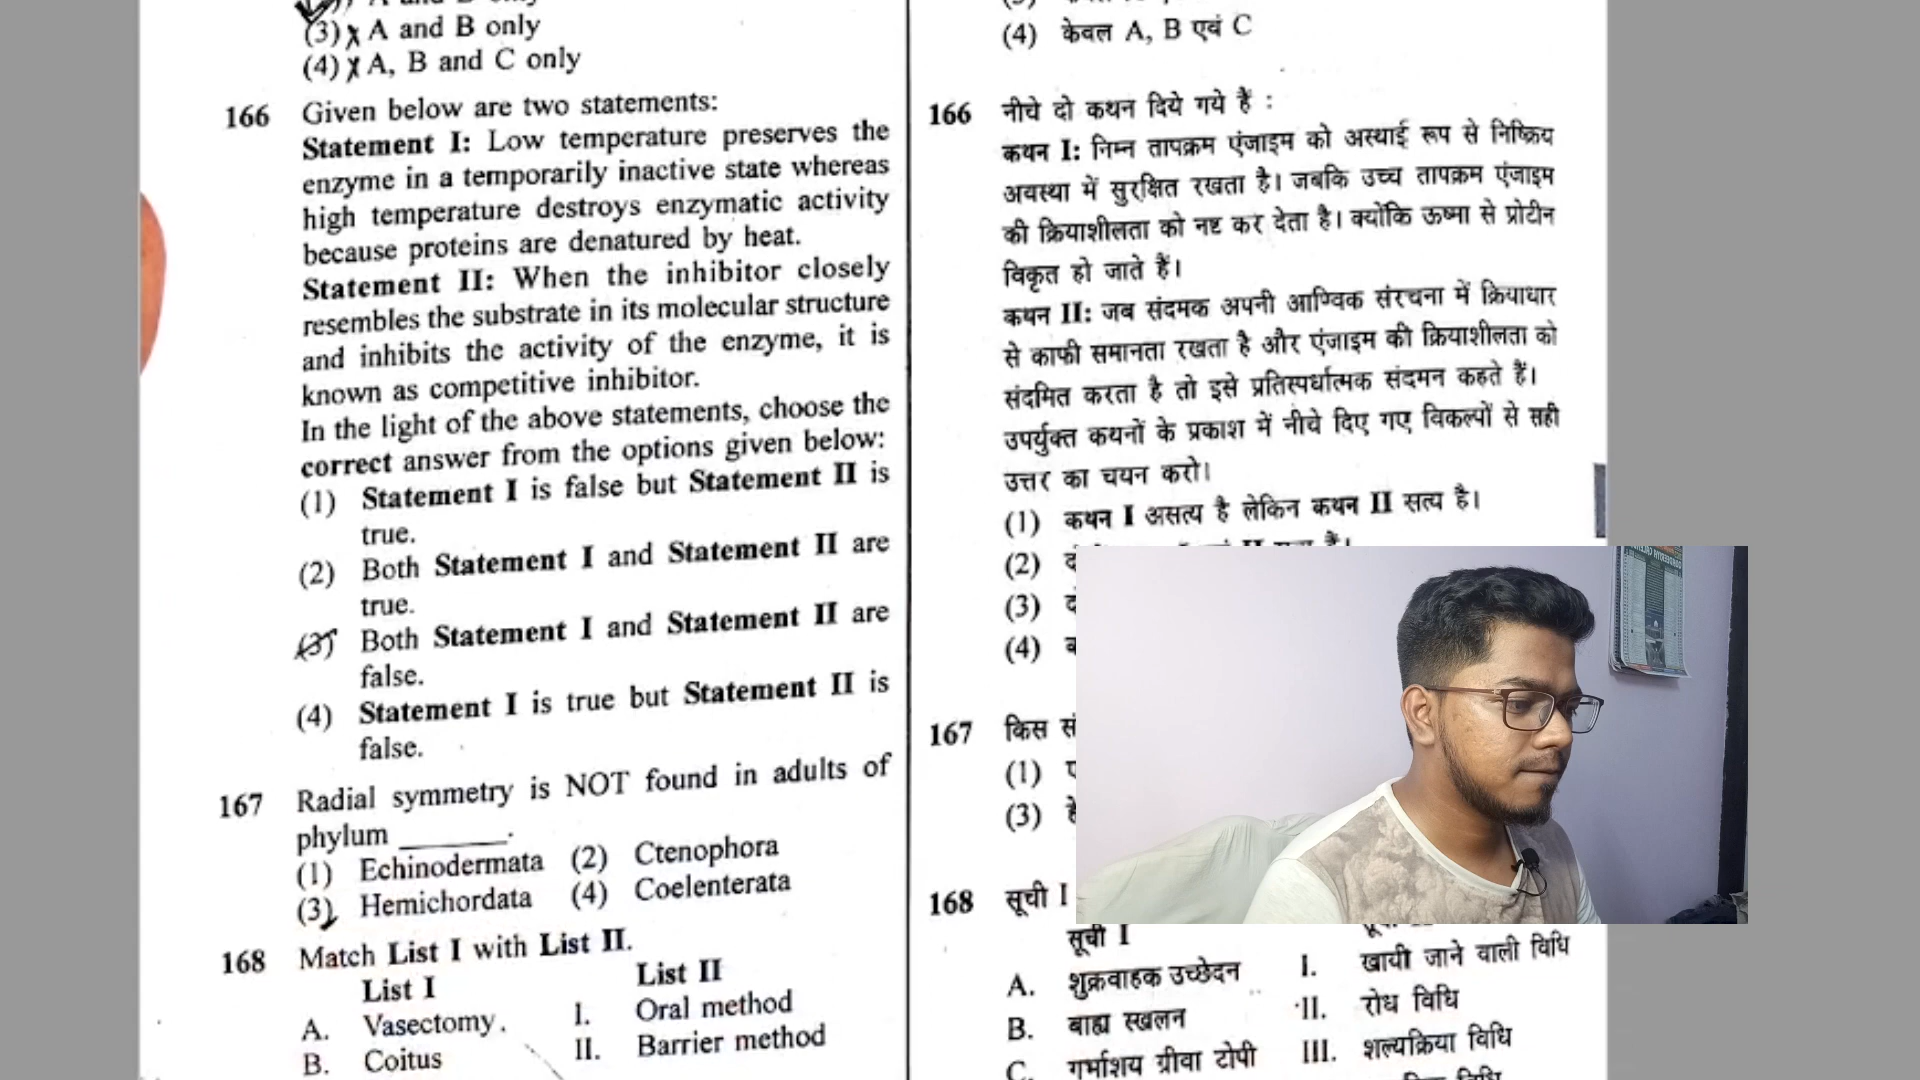 (3) A and B only
(4) A, B and C only
166 Given below are two statements:
Statement I: Low temperature preserves the
enzyme in a temporarily inactive state whereas
high temperature destroys enzymatic activity
because proteins are denatured by heat.
Statement II: When the inhibitor closely
resembles the substrate in its molecular structure
and inhibits the activity of the enzyme, it is
known as competitive inhibitor.
In the light of the above statements, choose the
correct answer from the options given below:
(1) Statement I is false but Statement II is
true.
(2) Both Statement I and Statement II are
true.
(3) Both Statement I and Statement II are
false.
(4) Statement I is true but Statement II is
false.
167 Radial symmetry is NOT found in adults of
phylum ______.
(1) Echinodermata (2) Ctenophora
(3) Hemichordata (4) Coelenterata
168 Match List I with List II.
List I List II
A. Vasectomy I. Oral method
B. Coitus II. Barrier method
(4) केवल A, B एवं C
166 नीचे दो कथन दिये गये हैं :
कथन I: निम्न तापक्रम एंजाइम को अस्थाई रूप से निष्क्रिय
अवस्था में सुरक्षित रखता है। जबकि उच्च तापक्रम एंजाइम
की क्रियाशीलता को नष्ट कर देता है। क्योंकि ऊष्मा से प्रोटीन
विकृत हो जाते हैं।
कथन II: जब संदमक अपनी आण्विक संरचना में क्रियाधार
से काफी समानता रखता है और एंजाइम की क्रियाशीलता को
संदमित करता है तो इसे प्रतिस्पर्धात्मक संदमन कहते हैं।
उपर्युक्त कथनों के प्रकाश में नीचे दिए गए विकल्पों से सही
उत्तर का चयन करो।
(1) कथन I असत्य है लेकिन कथन II सत्य है।
(2)
(3)
(4)
167 किस
(1)
(3)
168 सूची I
सूची I
A. शुक्रवाहक उच्छेदन I. खायी जाने वाली विधि
B. बाह्य स्खलन II. रोध विधि
C. गर्भाशय ग्रीवा टोपी III. शल्यक्रिया विधि